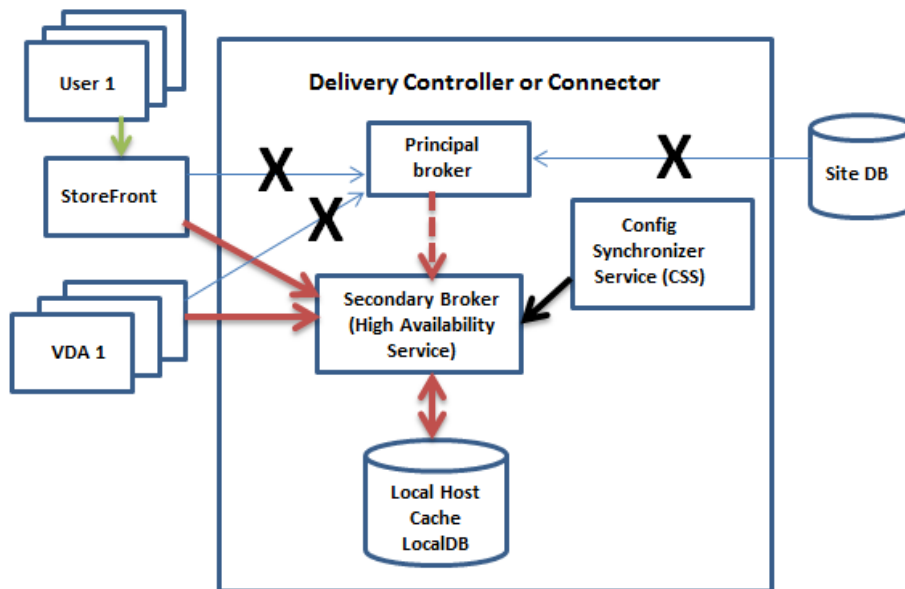 User 1
Delivery Controller or Connector
Principal
broker
X
X
X
StoreFront
Site DB
Config
Synchronizer
Service (CSS)
Secondary Broker
(High Availability
Service)
VDA 1
Local Host
Cache
LocalDB